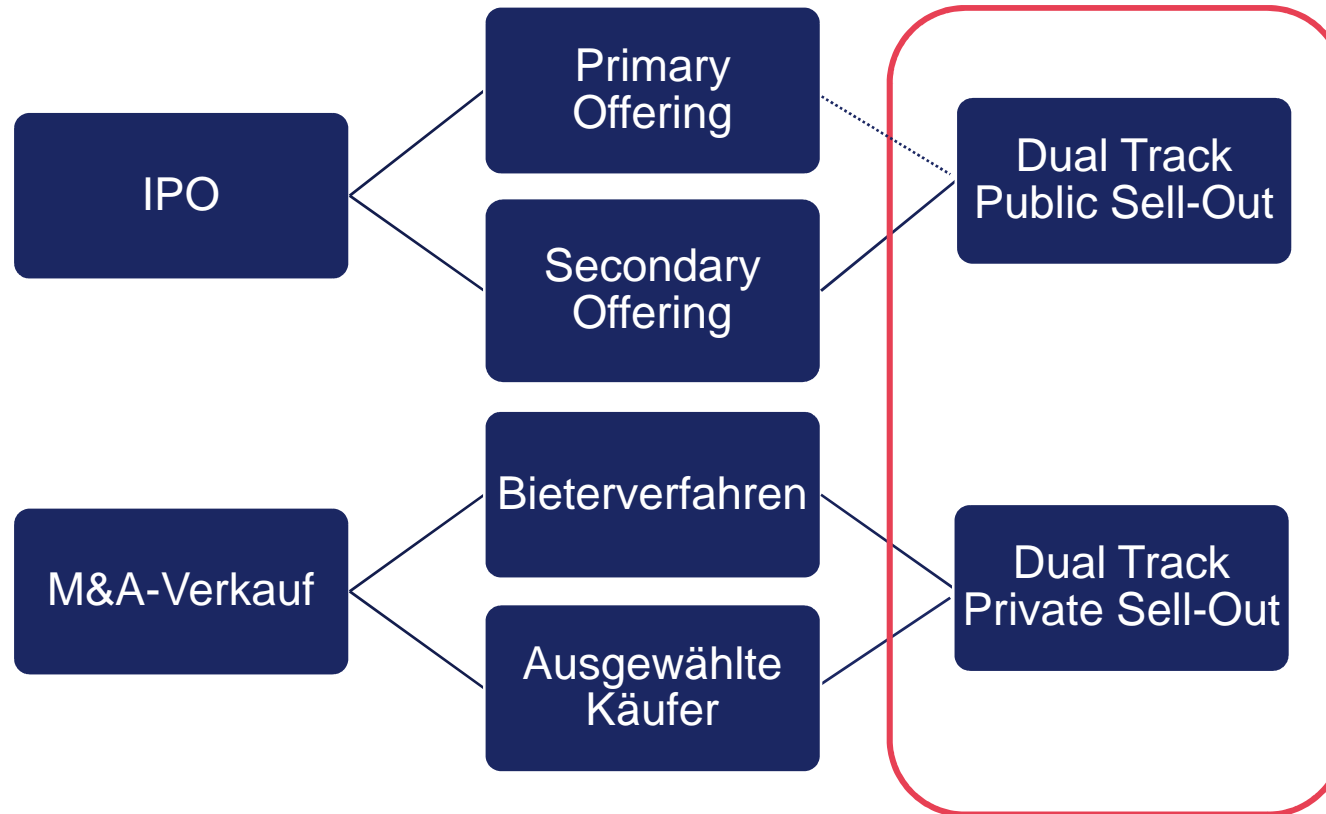 IPO
Primary
Offering
Secondary
Offering
Dual Track
Public Sell-Out
M&A-Verkauf
Bieterverfahren
Ausgewählte
Käufer
Dual Track
Private Sell-Out